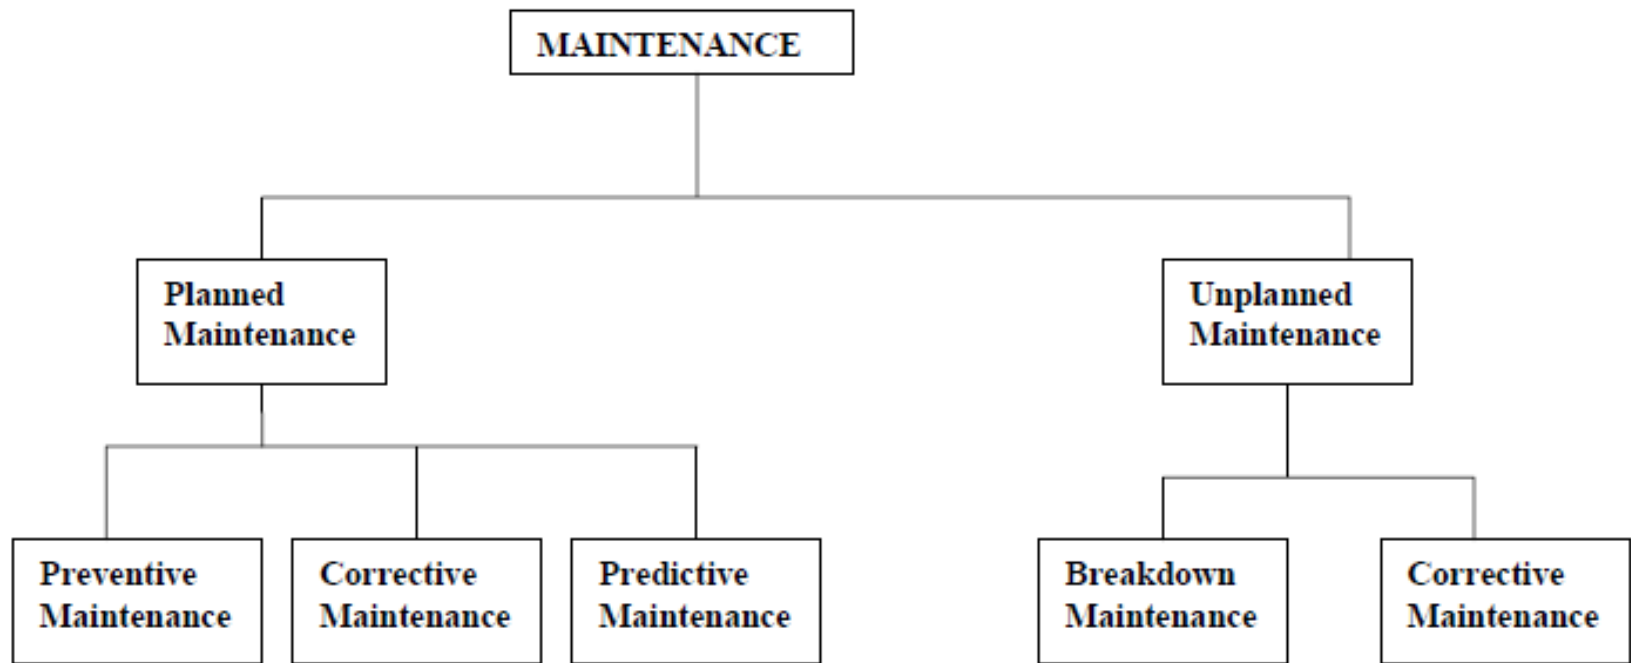 MAINTENANCE
Planned
Maintenance
Unplanned
Maintenance
Preventive
Maintenance
Corrective
Maintenance
Predictive
Maintenance
Breakdown
Maintenance
Corrective
Maintenance